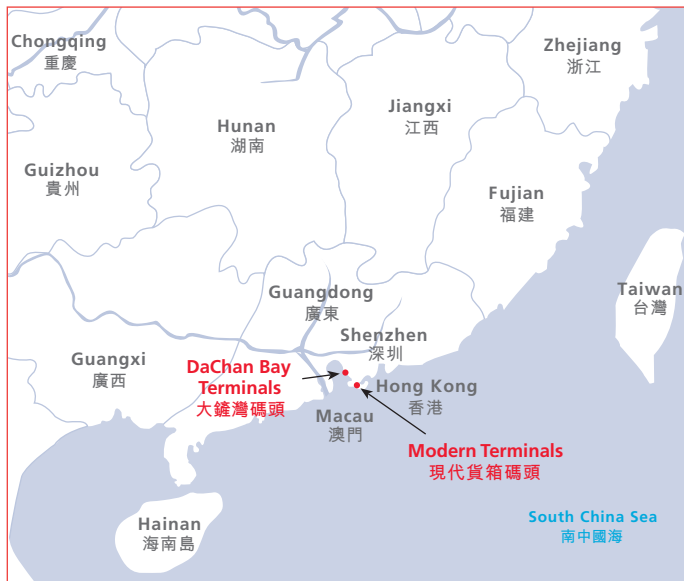 Chongqing
重慶
Zhejiang
浙江
Hunan
湖南
Jiangxi
江西
Guizhou
貴州
Fujian
福建
Guangdong
廣東
Taiwan
台灣
Shenzhen
深圳
Guangxi
廣西
DaChan Bay
Terminals
大鏟灣碼頭
Hong Kong
香港
Macau
澳門
Modern Terminals
現代貨箱碼頭
Hainan
海南島
South China Sea
南中國海